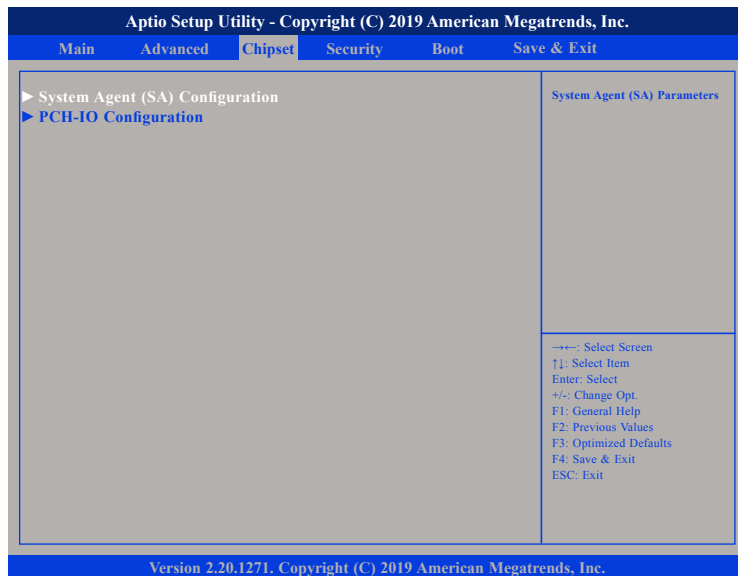 Aptio Setup Utility - Copyright (C) 2019 American Megatrends, Inc.
Main Advanced Chipset Security Boot Save & Exit
► System Agent (SA) Configuration
► PCH-IO Configuration
System Agent (SA) Parameters
→←: Select Screen
↑↓: Select Item
Enter: Select
+/-: Change Opt.
F1: General Help
F2: Previous Values
F3: Optimized Defaults
F4: Save & Exit
ESC: Exit
Version 2.20.1271. Copyright (C) 2019 American Megatrends, Inc.